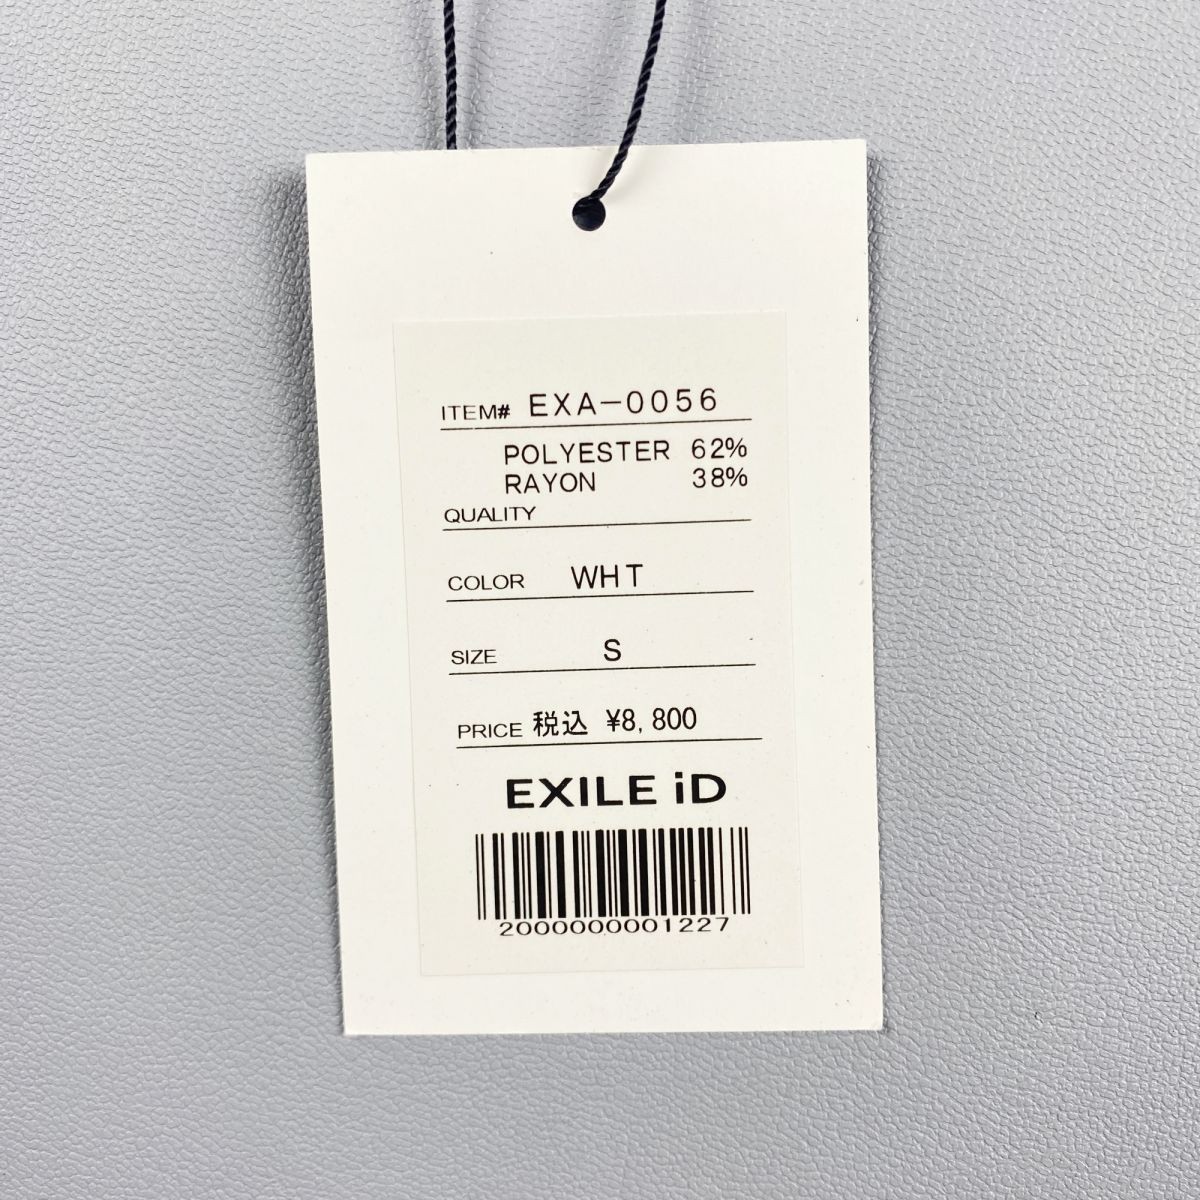 ITEM# EXA-0056
POLYESTER 62%
RAYON 38%
QUALITY
COLOR WHT
SIZE S
PRICE 税込 ¥8,800
EXILE iD
2000000001227